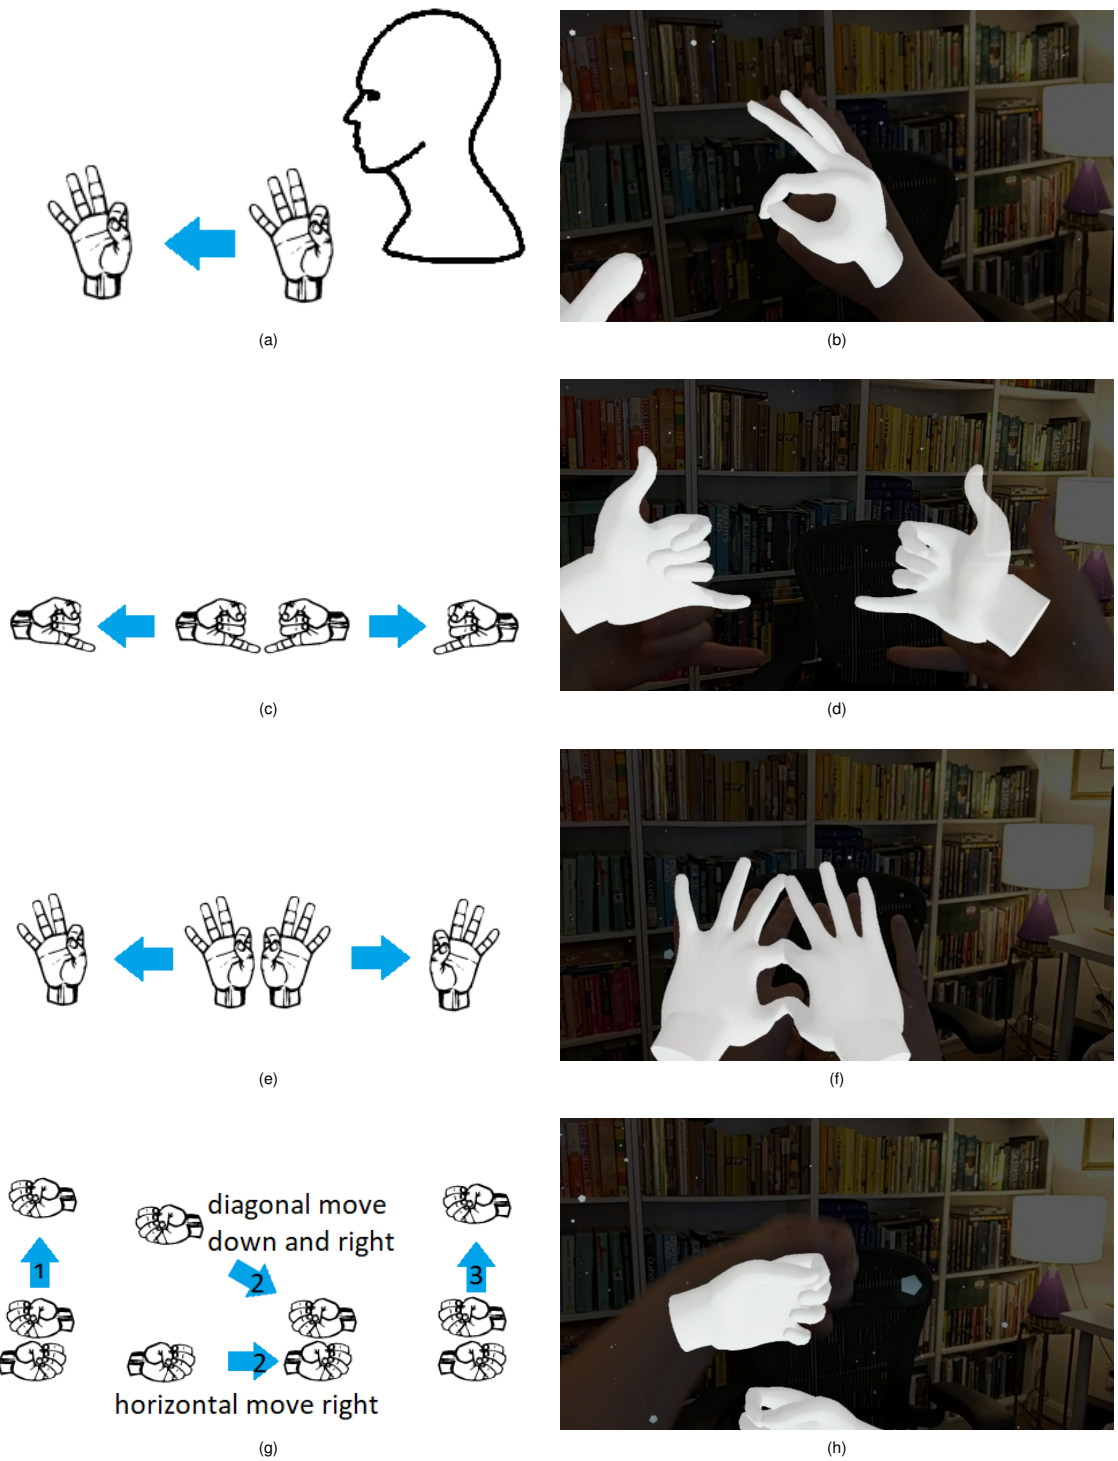 (a)
(b)
(c)
(d)
(e)
(f)
1
diagonal move
down and right
2
3
2
horizontal move right
(g)
(h)